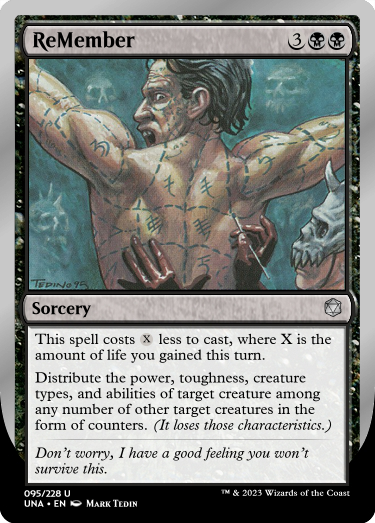 ReMember 3
TEDIN 95
Sorcery
This spell costs X less to cast, where X is the
amount of life you gained this turn.
Distribute the power, toughness, creature
types, and abilities of target creature among
any number of other target creatures in the
form of counters. (It loses those characteristics.)
Don't worry, I have a good feeling you won't
survive this.
095/228 U
UNA • EN Mark Tedin
™ & 2023 Wizards of the Coast